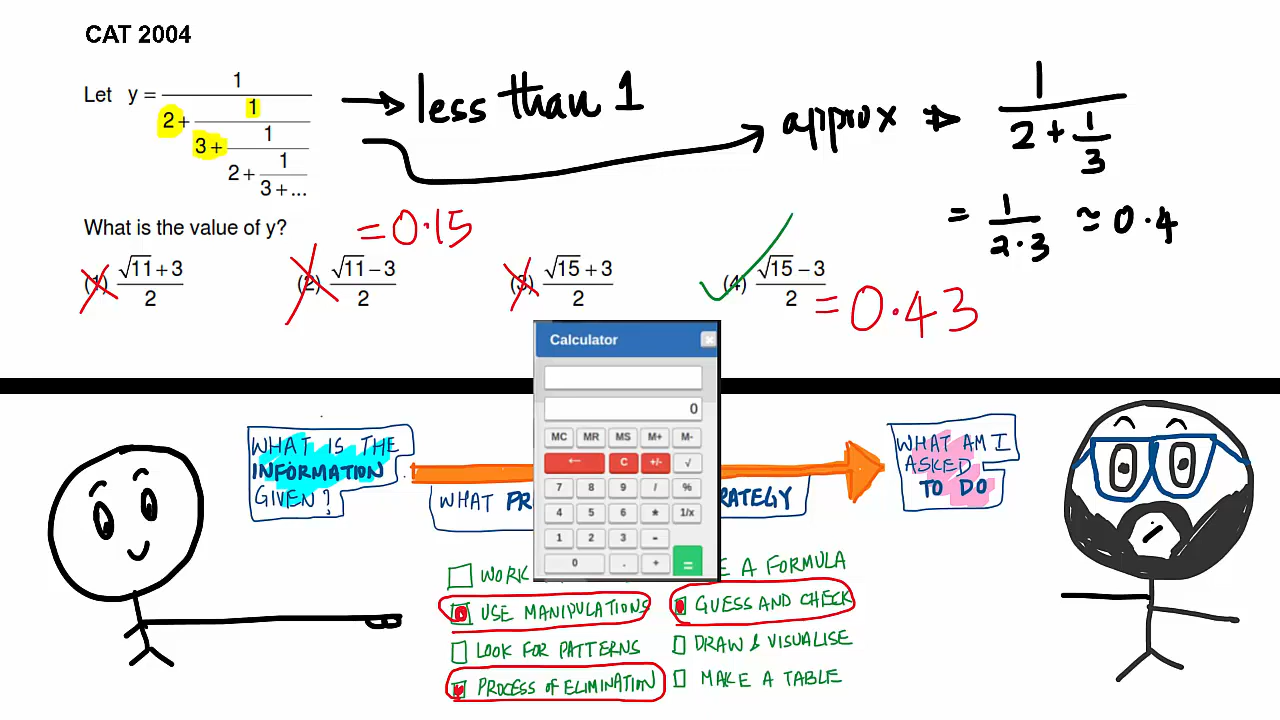 CAT 2004
Let y = 1
2 + 1
3 + 1
2 + 1
3 + ...
→ less than 1
approx ⇒ 1
2 + 1
3
= 1
2.3 ≈ 0.4
What is the value of y?
= 0.15
(1) √11 + 3
2
(2) √11 − 3
2
(3) √15 + 3
2
(4) √15 − 3
2
= 0.43
Calculator
0
MC MR MS M+ M-
← C +/- √
7 8 9 / %
4 5 6 * 1/x
1 2 3 -
0 . + =
WHAT IS THE
INFORMATION
GIVEN?
WHAT
WHAT AM I
ASKED
TO DO
WORK
A FORMULA
USE MANIPULATIONS
GUESS AND CHECK
LOOK FOR PATTERNS
DRAW & VISUALISE
PROCESS OF ELIMINATION
MAKE A TABLE